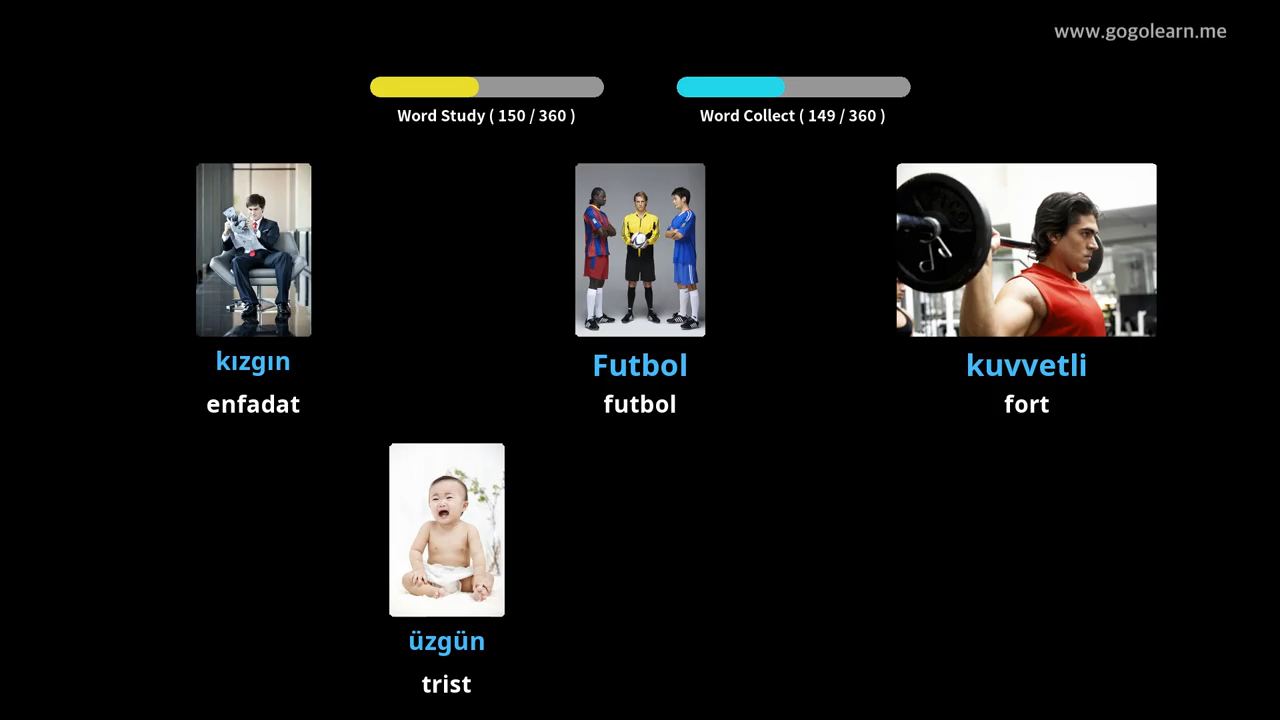 www.gogolearn.me
Word Study ( 150 / 360 )
Word Collect ( 149 / 360 )
kızgın
enfadat
Futbol
futbol
kuvvetli
fort
üzgün
trist